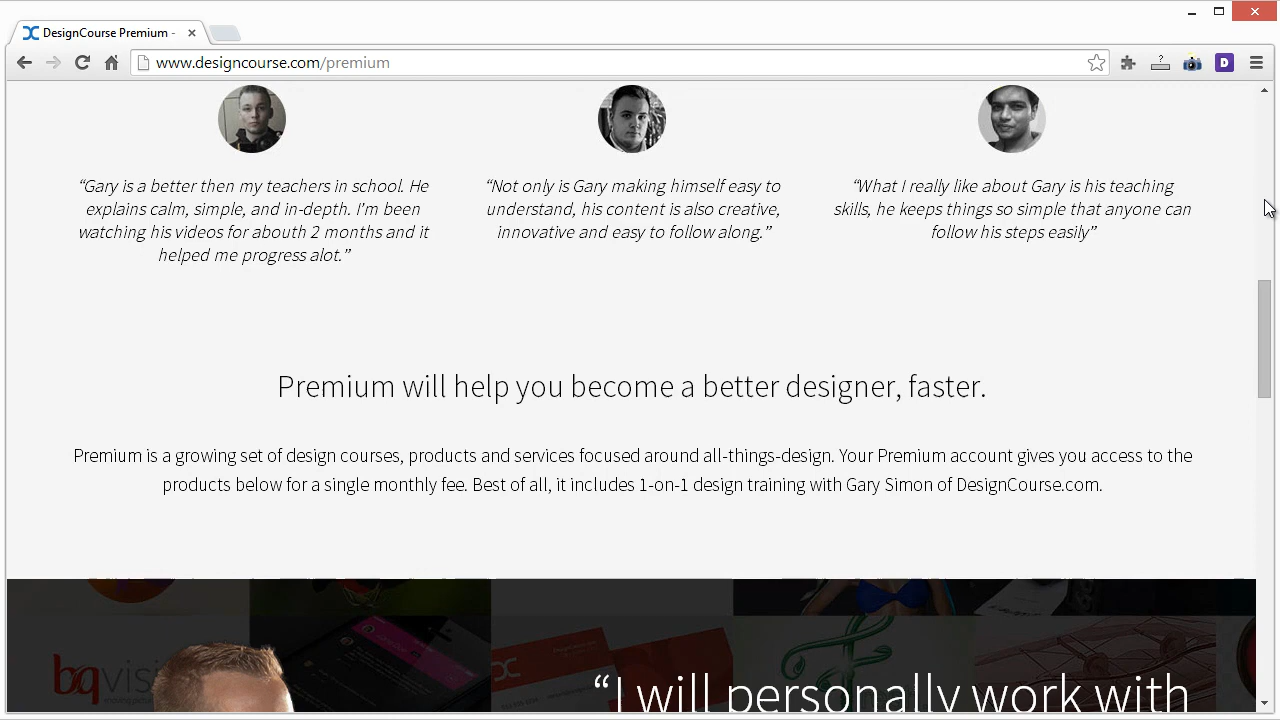 DesignCourse Premium -
www.designcourse.com/premium
?
D
“Gary is a better then my teachers in school. He
explains calm, simple, and in-depth. I’m been
watching his videos for abouth 2 months and it
helped me progress alot.”
“Not only is Gary making himself easy to
understand, his content is also creative,
innovative and easy to follow along.”
“What I really like about Gary is his teaching
skills, he keeps things so simple that anyone can
follow his steps easily”
Premium will help you become a better designer, faster.
Premium is a growing set of design courses, products and services focused around all-things-design. Your Premium account gives you access to the
products below for a single monthly fee. Best of all, it includes 1-on-1 design training with Gary Simon of DesignCourse.com.
bqvis
“I will personally work with